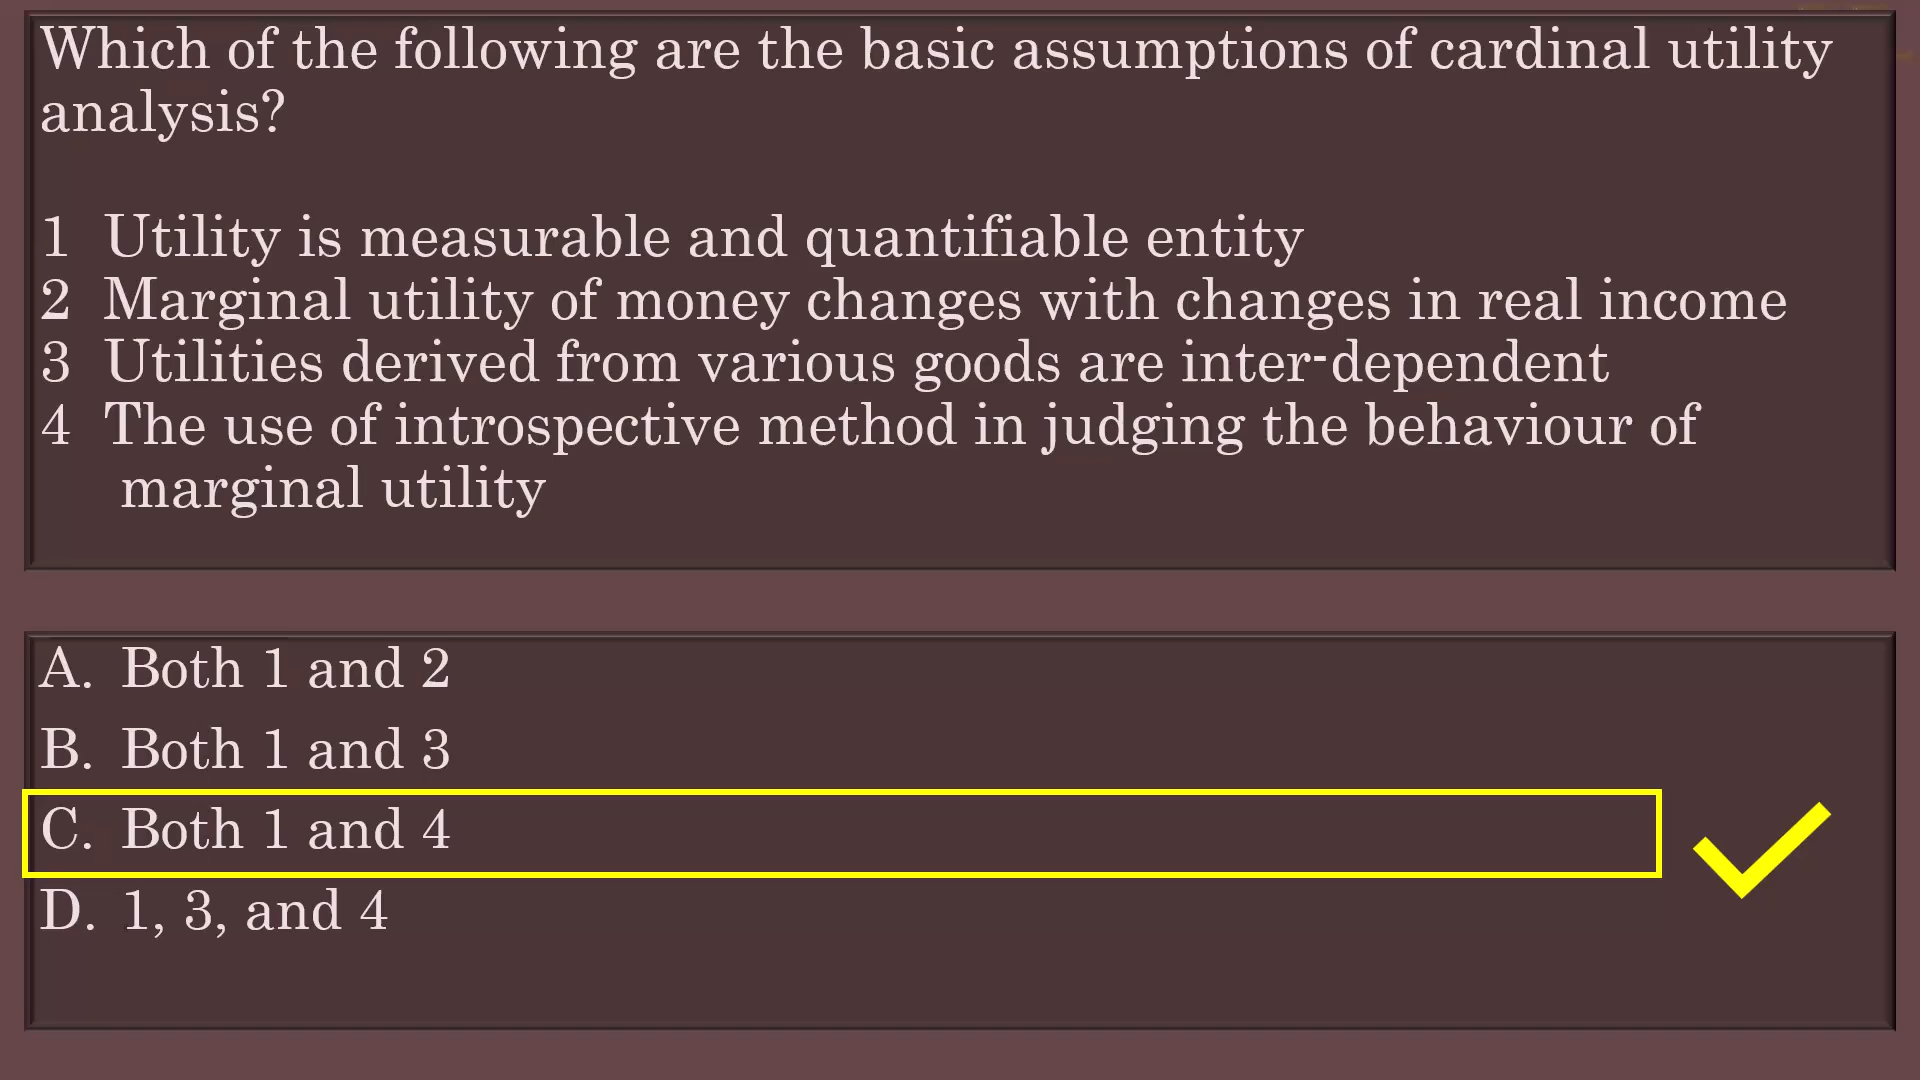 Which of the following are the basic assumptions of cardinal utility
analysis?
1 Utility is measurable and quantifiable entity
2 Marginal utility of money changes with changes in real income
3 Utilities derived from various goods are inter-dependent
4 The use of introspective method in judging the behaviour of
marginal utility
A. Both 1 and 2
B. Both 1 and 3
C. Both 1 and 4
D. 1, 3, and 4